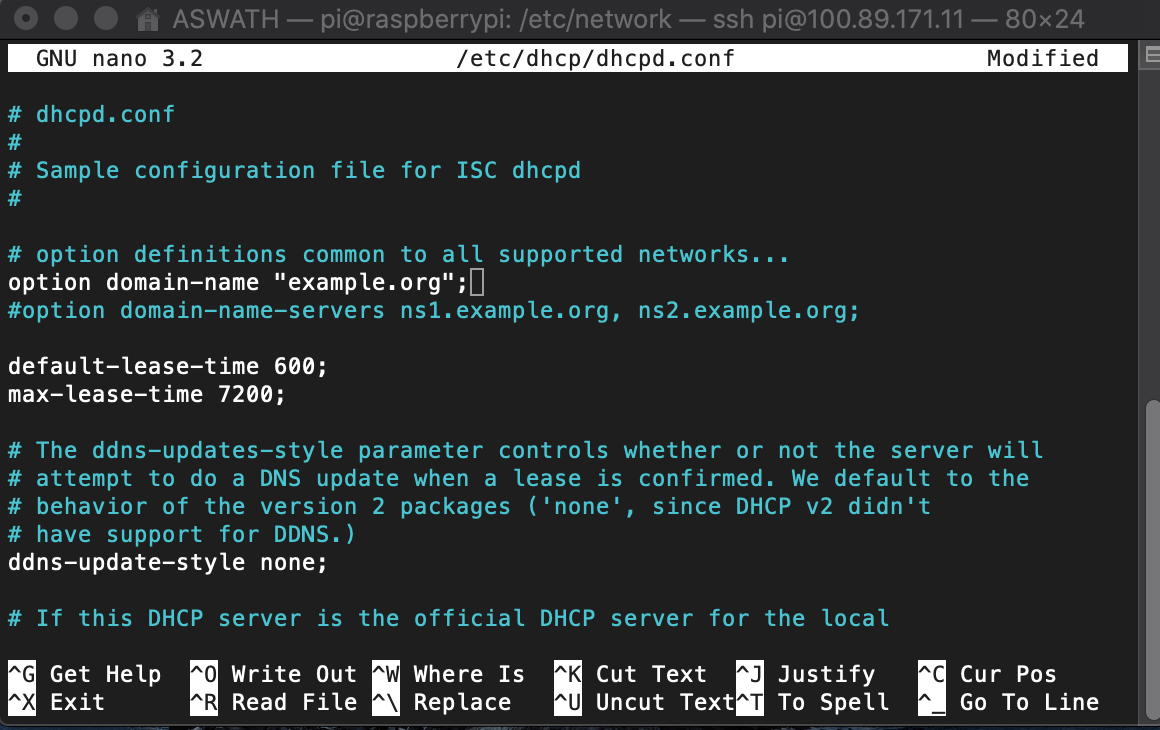 ASWATH — pi@raspberrypi: /etc/network — ssh pi@100.89.171.11 — 80×24
GNU nano 3.2 /etc/dhcp/dhcpd.conf Modified
# dhcpd.conf
#
# Sample configuration file for ISC dhcpd
#
# option definitions common to all supported networks...
option domain-name "example.org";
#option domain-name-servers ns1.example.org, ns2.example.org;
default-lease-time 600;
max-lease-time 7200;
# The ddns-updates-style parameter controls whether or not the server will
# attempt to do a DNS update when a lease is confirmed. We default to the
# behavior of the version 2 packages ('none', since DHCP v2 didn't
# have support for DDNS.)
ddns-update-style none;
# If this DHCP server is the official DHCP server for the local
^G Get Help ^O Write Out ^W Where Is ^K Cut Text ^J Justify ^C Cur Pos
^X Exit ^R Read File ^\ Replace ^U Uncut Text ^T To Spell ^_ Go To Line